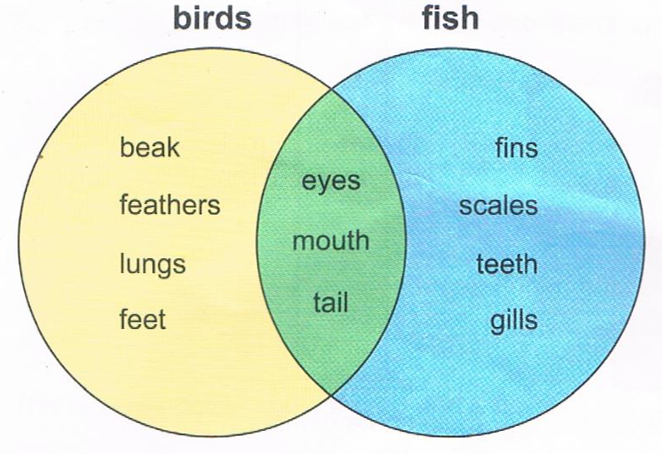 birds
fish
beak
feathers
lungs
feet
eyes
mouth
tail
fins
scales
teeth
gills